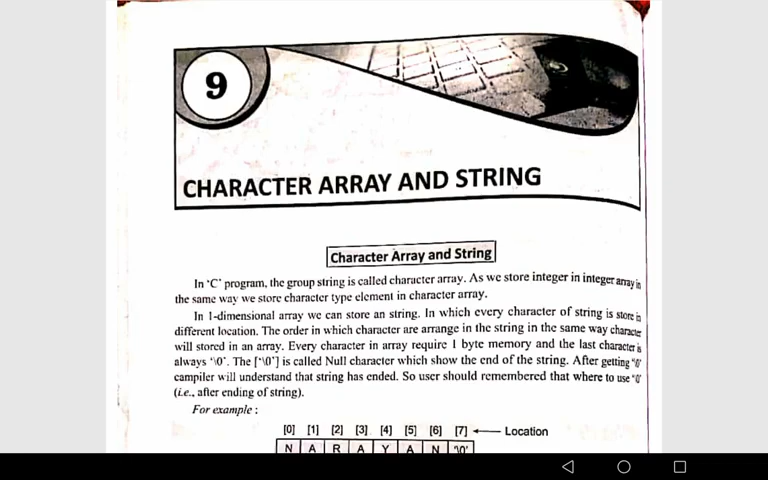 9
CHARACTER ARRAY AND STRING
Character Array and String
In 'C' program, the group string is called character array. As we store integer in integer array in
the same way we store character type element in character array.
In 1-dimensional array we can store an string. In which every character of string is store in
different location. The order in which character are arrange in the string in the same way character
will stored in an array. Every character in array require 1 byte memory and the last character is
always '\0'. The ['\0'] is called Null character which show the end of the string. After getting '\0'
campiler will understand that string has ended. So user should remembered that where to use '\0'
(i.e., after ending of string).
For example :
[0] [1] [2] [3] [4] [5] [6] [7] ← Location
N A R A Y A N '\0'